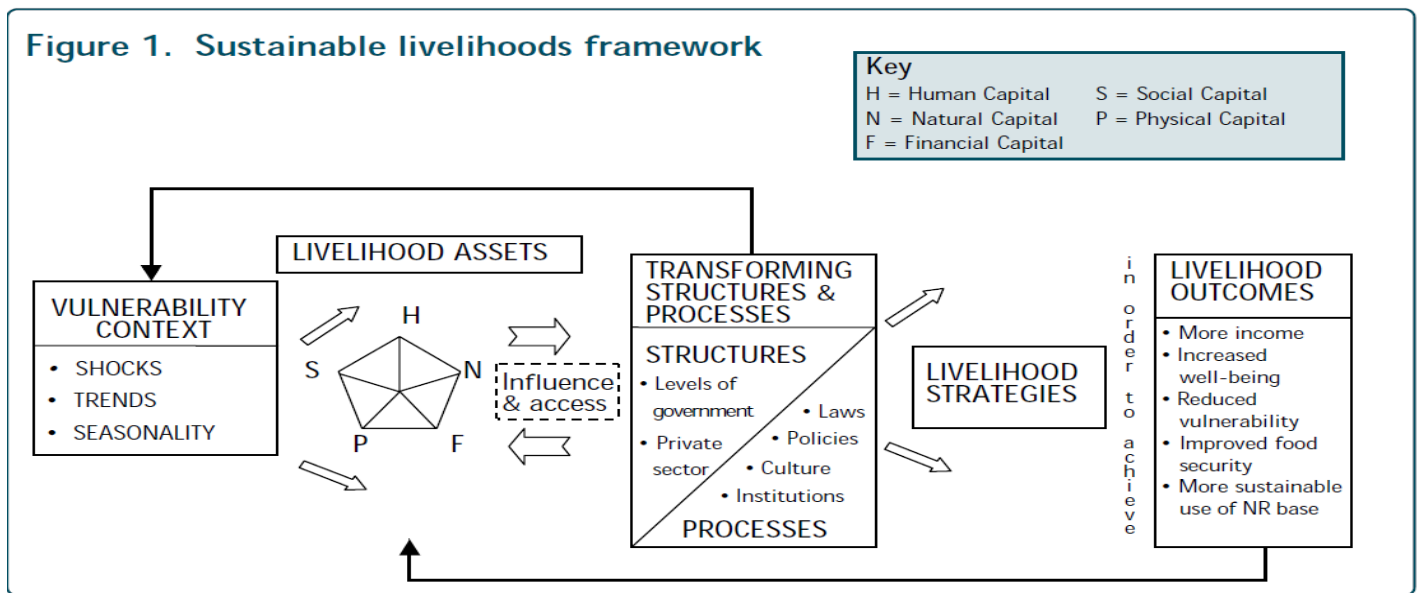 Figure 1. Sustainable livelihoods framework
Key
H = Human Capital S = Social Capital
N = Natural Capital P = Physical Capital
F = Financial Capital
LIVELIHOOD ASSETS
VULNERABILITY
CONTEXT
• SHOCKS
• TRENDS
• SEASONALITY
H
S
N
P
F
Influence
& access
TRANSFORMING
STRUCTURES &
PROCESSES
STRUCTURES
• Levels of
government
• Private
sector
• Laws
• Policies
• Culture
• Institutions
PROCESSES
LIVELIHOOD
STRATEGIES
in order to achieve
LIVELIHOOD
OUTCOMES
• More income
• Increased
well-being
• Reduced
vulnerability
• Improved food
security
• More sustainable
use of NR base